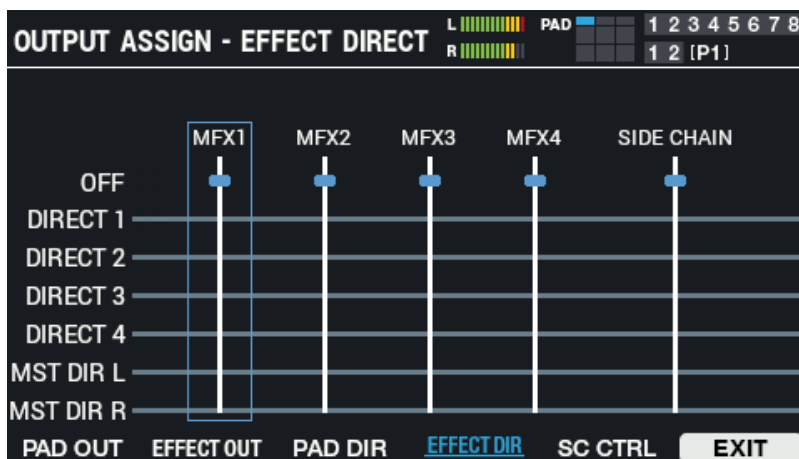 OUTPUT ASSIGN - EFFECT DIRECT L PAD 1 2 3 4 5 6 7 8
R 1 2 [P1]
MFX1 MFX2 MFX3 MFX4 SIDE CHAIN
OFF
DIRECT 1
DIRECT 2
DIRECT 3
DIRECT 4
MST DIR L
MST DIR R
PAD OUT EFFECT OUT PAD DIR EFFECT DIR SC CTRL EXIT